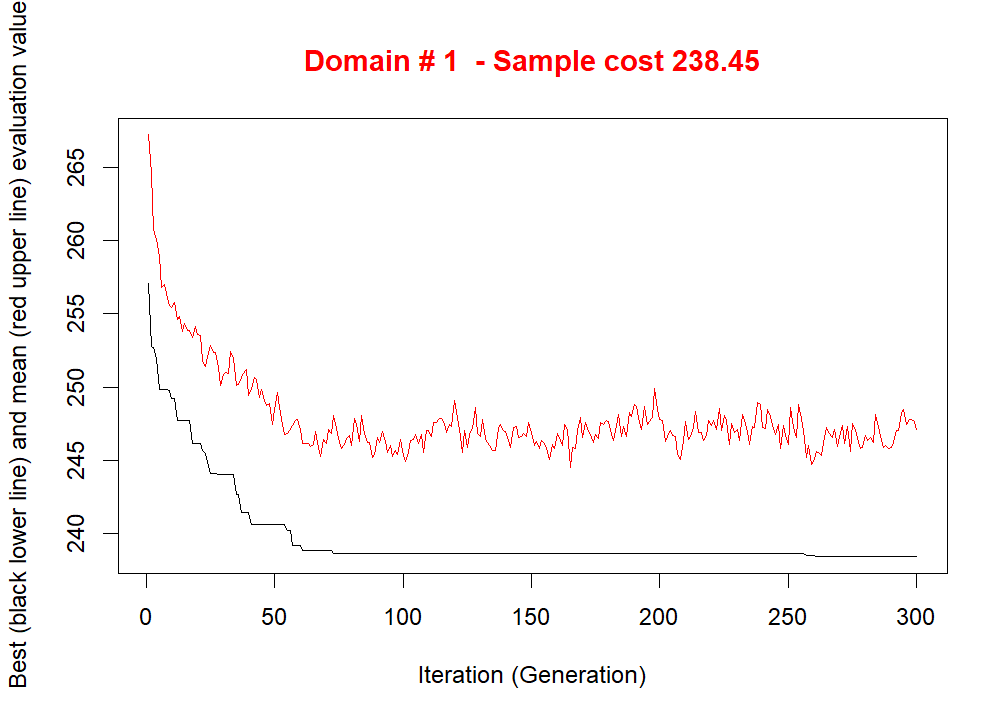 Domain # 1  - Sample cost 238.45
Best (black lower line) and mean (red upper line) evaluation value
265
260
255
250
245
240
0 50 100 150 200 250 300
Iteration (Generation)